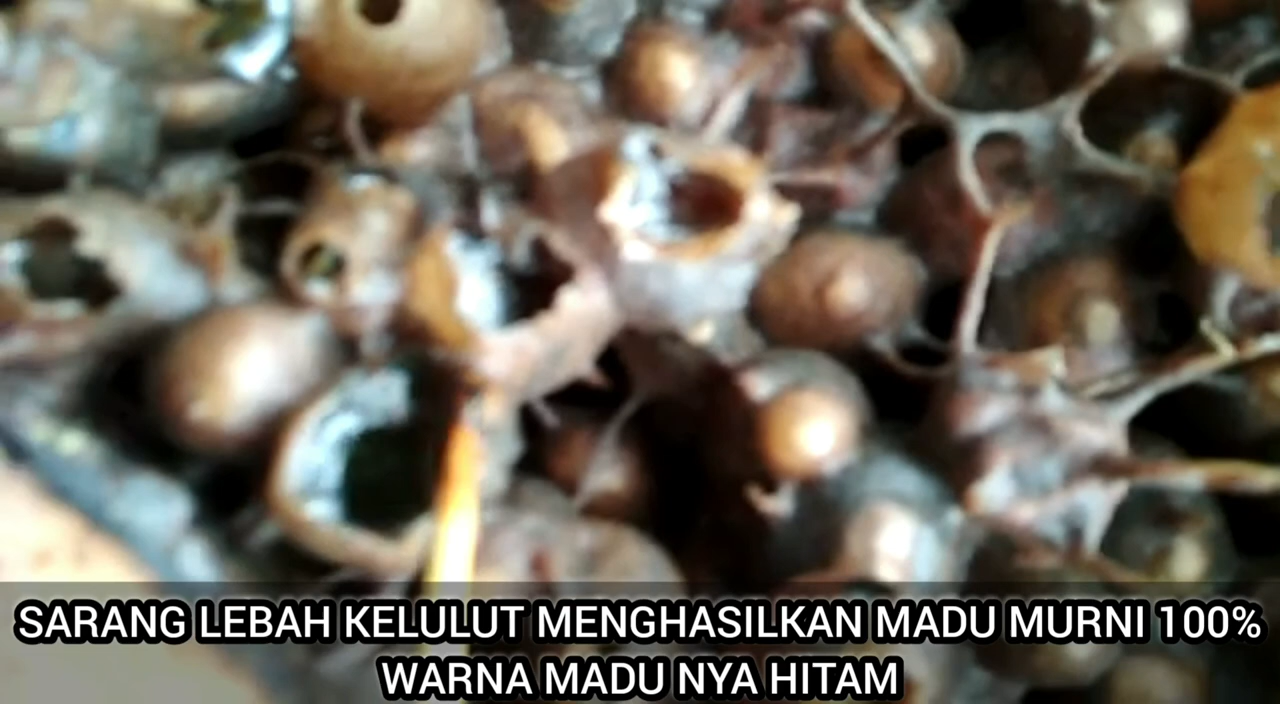 SARANG LEBAH KELULUT MENGHASILKAN MADU MURNI 100%
WARNA MADU NYA HITAM